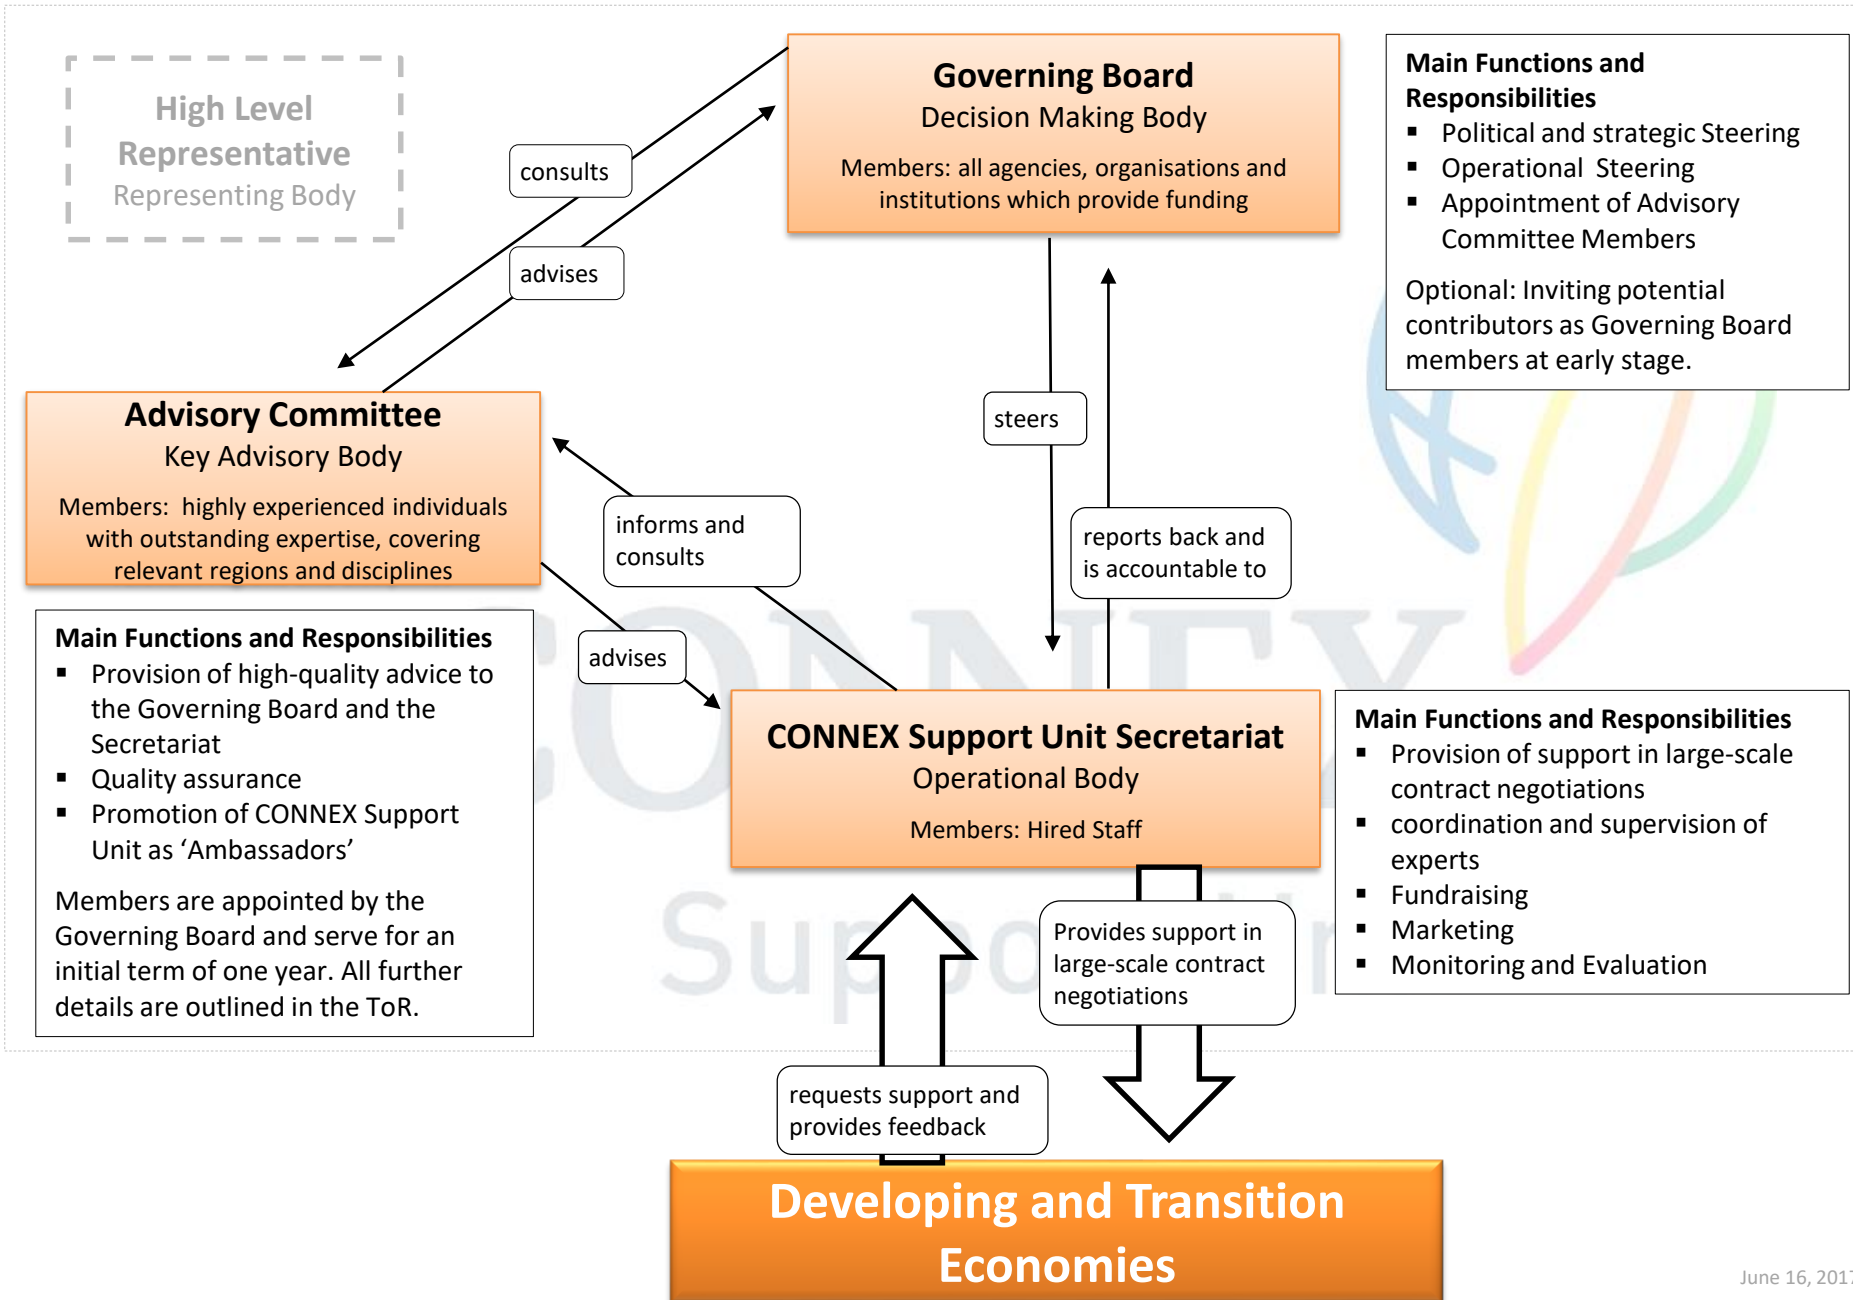 High Level
Representative
Representing Body
Governing Board
Decision Making Body
Members: all agencies, organisations and
institutions which provide funding
Main Functions and
Responsibilities
▪ Political and strategic Steering
▪ Operational  Steering
▪ Appointment of Advisory
Committee Members
Optional: Inviting potential
contributors as Governing Board
members at early stage.
consults
advises
Advisory Committee
Key Advisory Body
Members:  highly experienced individuals
with outstanding expertise, covering
relevant regions and disciplines
steers
informs and
consults
reports back and
is accountable to
advises
Main Functions and Responsibilities
▪ Provision of high-quality advice to
the Governing Board and the
Secretariat
▪ Quality assurance
▪ Promotion of CONNEX Support
Unit as ‘Ambassadors’
Members are appointed by the
Governing Board and serve for an
initial term of one year. All further
details are outlined in the ToR.
CONNEX Support Unit Secretariat
Operational Body
Members: Hired Staff
Main Functions and Responsibilities
▪ Provision of support in large-scale
contract negotiations
▪ coordination and supervision of
experts
▪ Fundraising
▪ Marketing
▪ Monitoring and Evaluation
Provides support in
large-scale contract
negotiations
requests support and
provides feedback
Developing and Transition
Economies
CONNEX
June 16, 2017